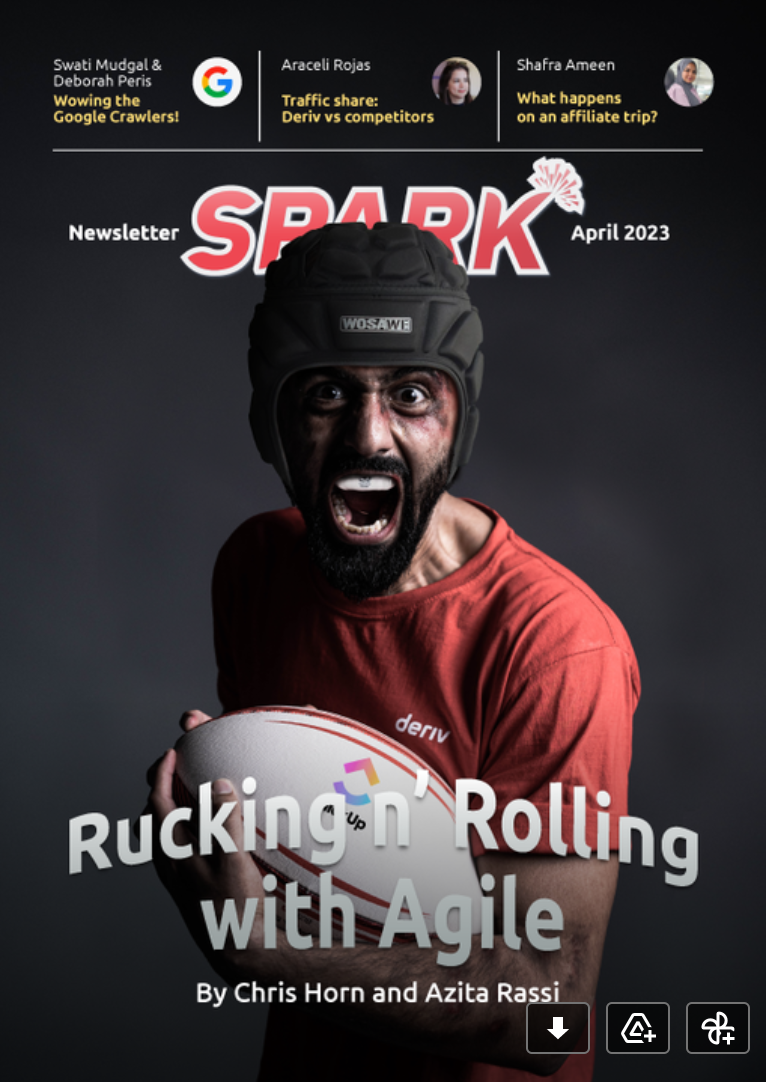 Swati Mudgal &
Deborah Peris
Wowing the
Google Crawlers!
Araceli Rojas
Traffic share:
Deriv vs competitors
Shafra Ameen
What happens
on an affiliate trip?
Newsletter
SPARK
April 2023
WOSAWE
deriv
Rucking n’ Rolling
with Agile
By Chris Horn and Azita Rassi